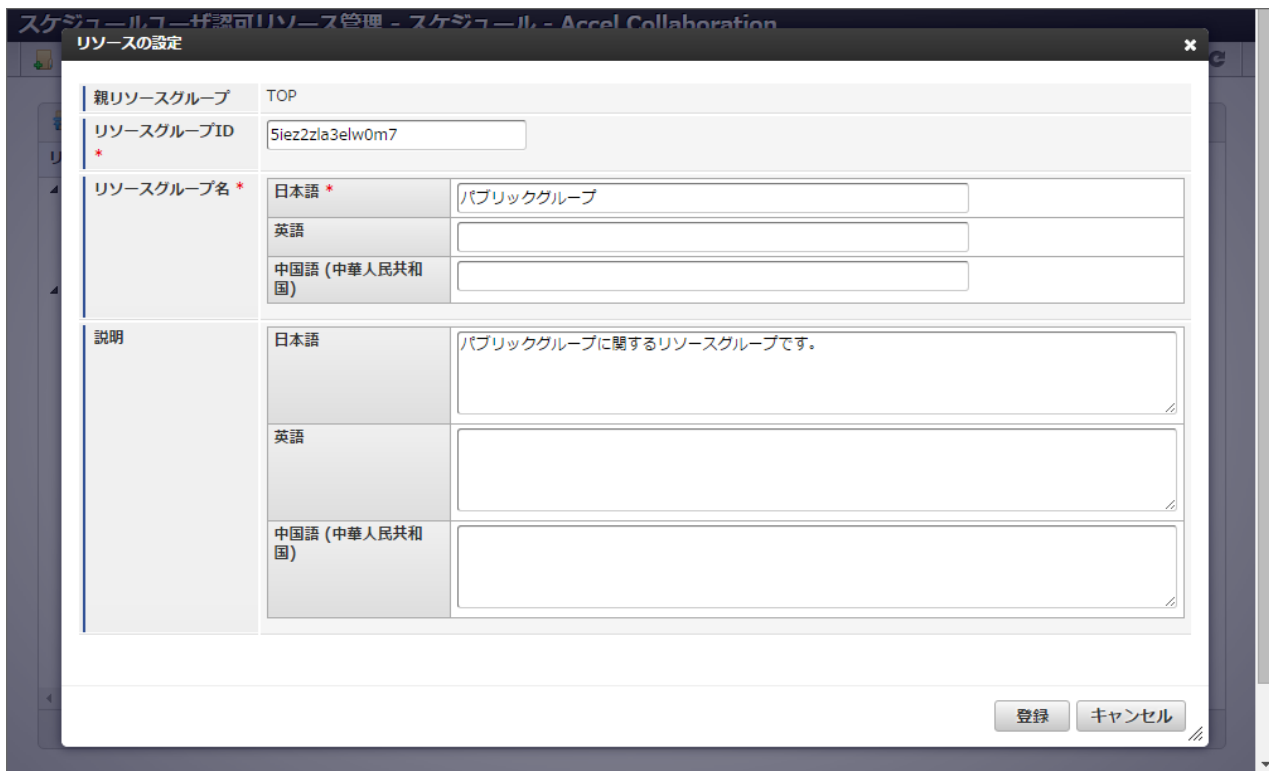 スケジュールユーザ認可リソース管理 - スケジュール - Accel Collaboration
リソースの設定
親リソースグループ TOP
リソースグループID
*
5iez2zla3elw0m7
リソースグループ名 *
日本語 * パブリックグループ
英語
中国語 (中華人民共和
国)
説明
日本語 パブリックグループに関するリソースグループです。
英語
中国語 (中華人民共和
国)
登録 キャンセル